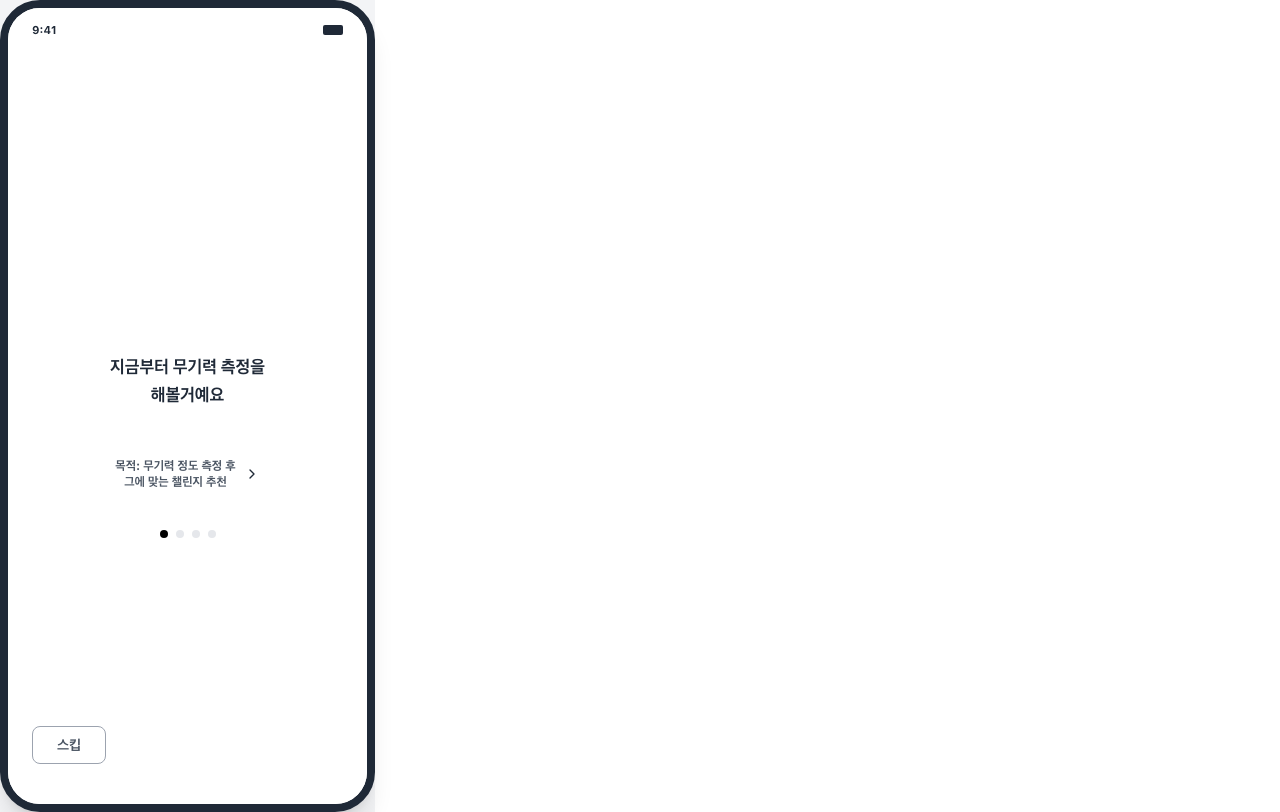 9:41
지금부터 무기력 측정을
해볼거예요
목적: 무기력 정도 측정 후
그에 맞는 챌린지 추천
스킵